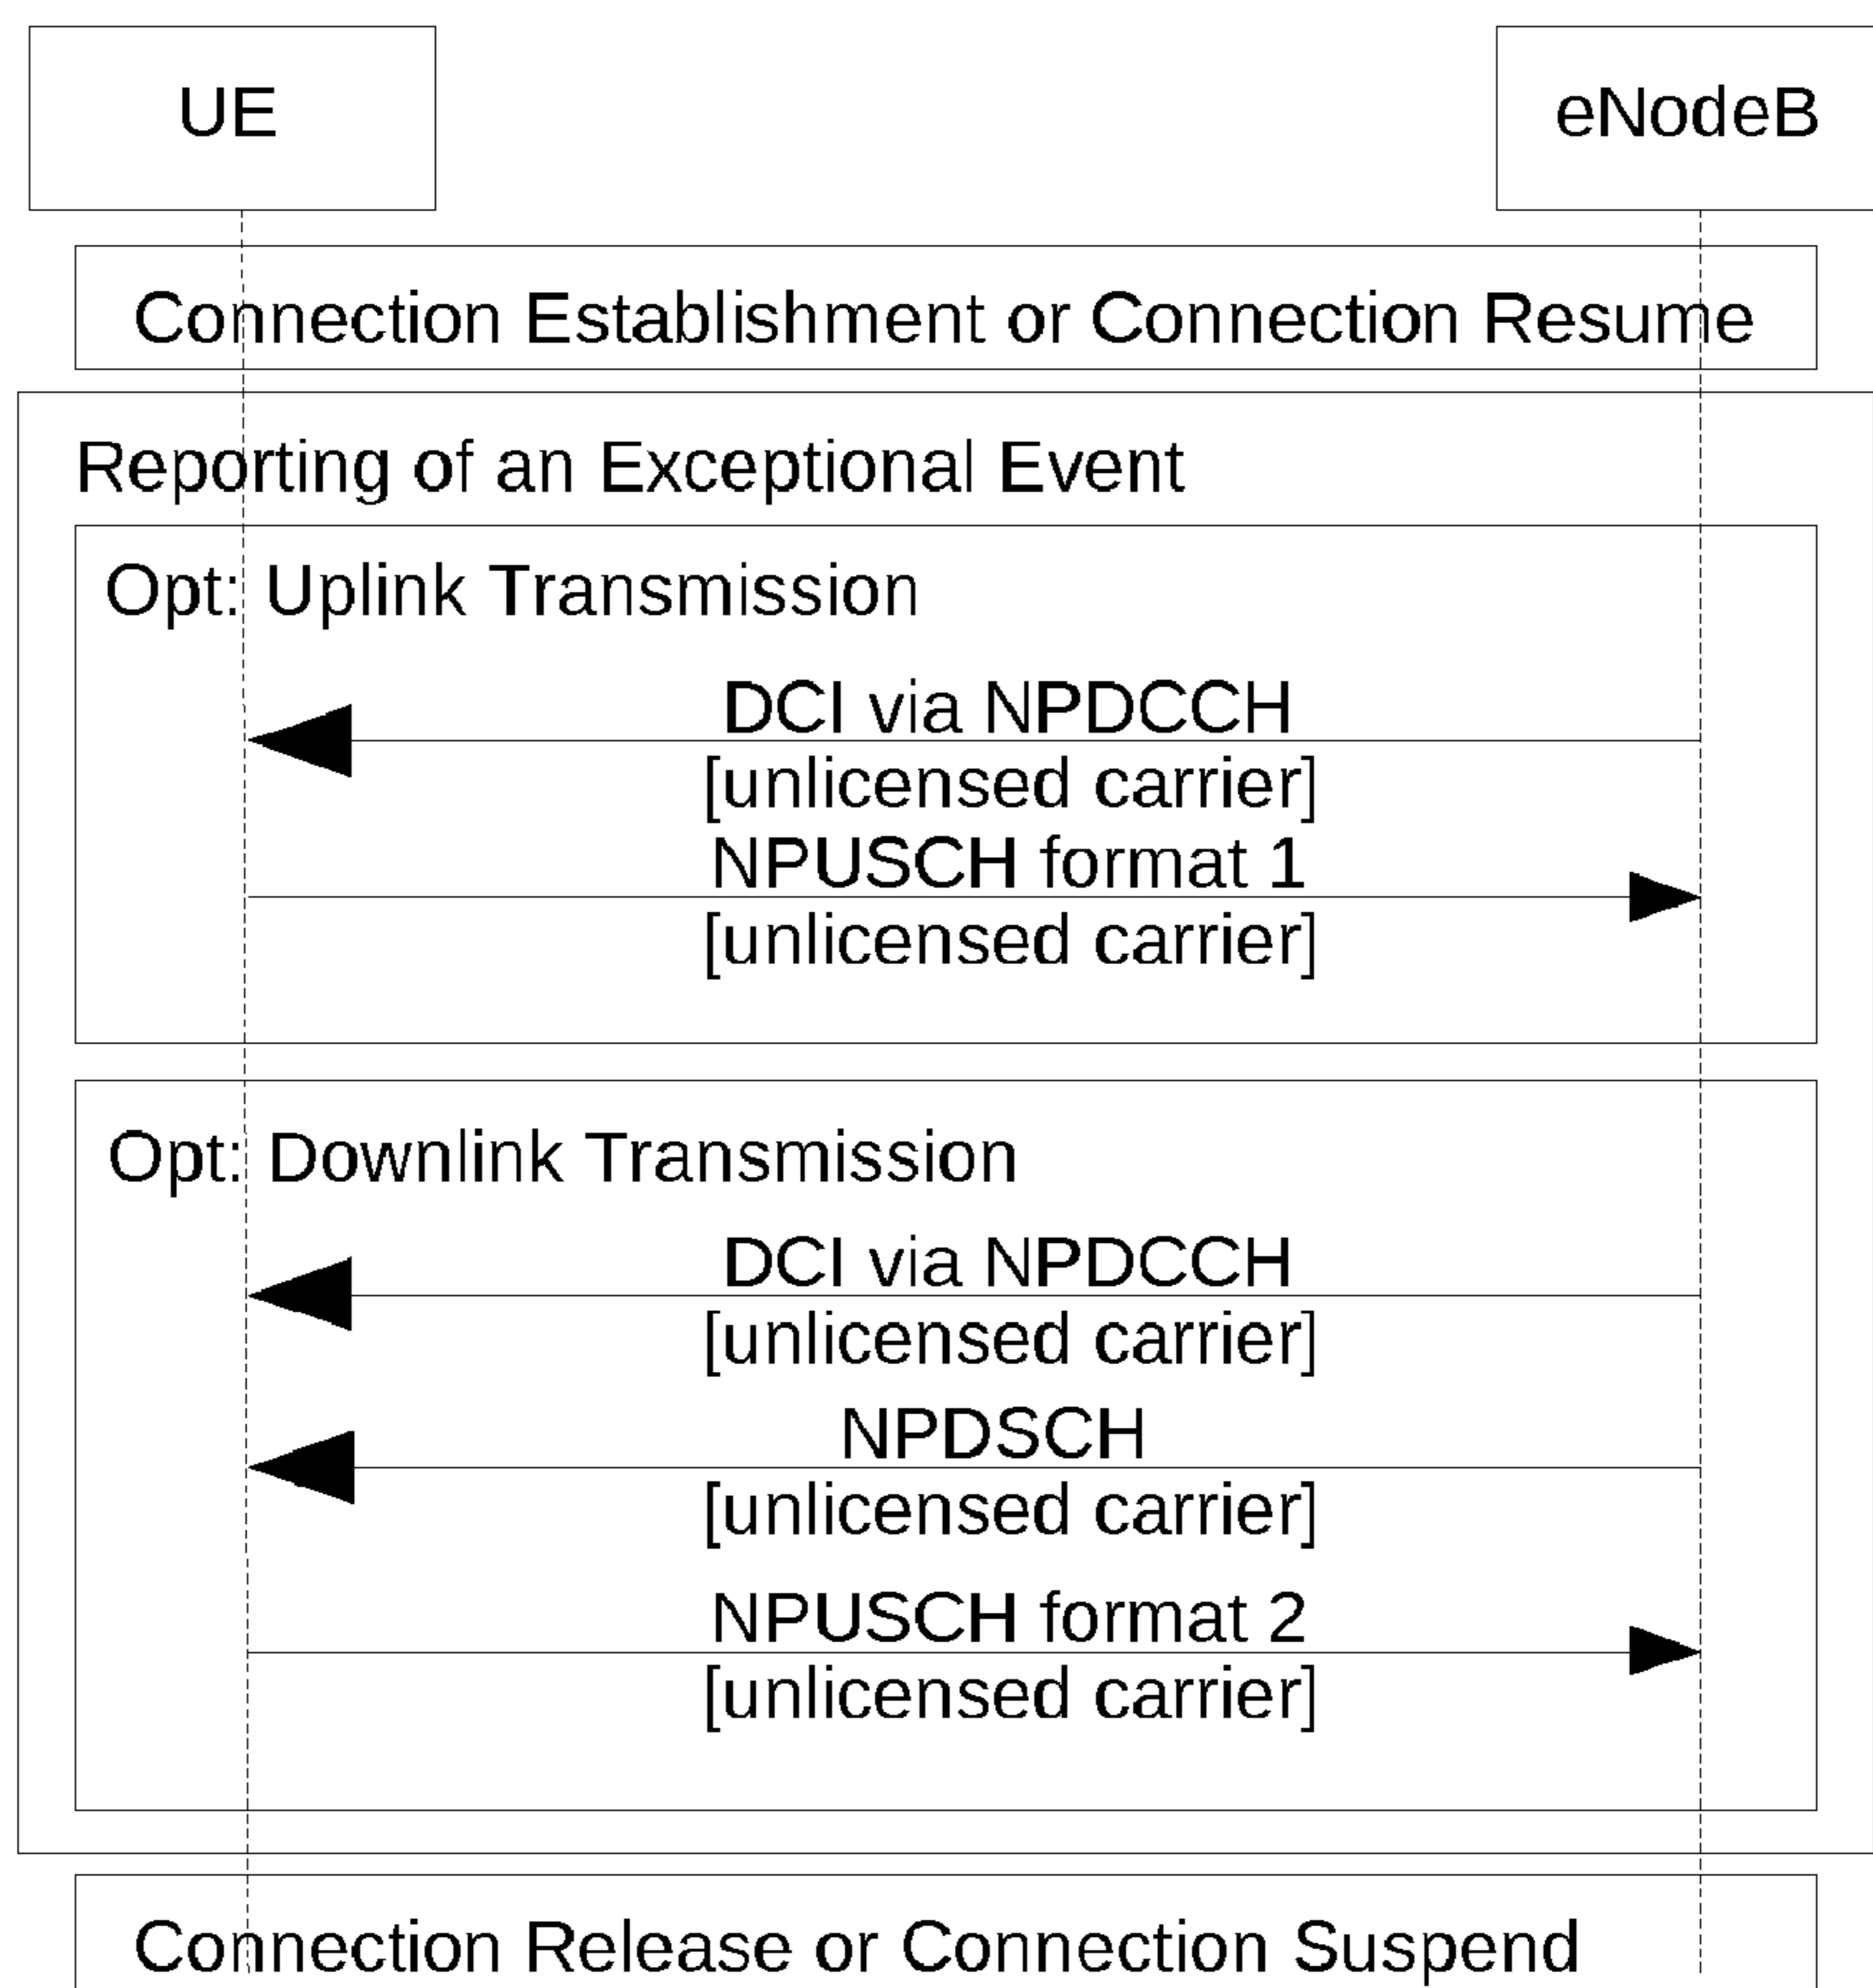 UE
eNodeB
Connection Establishment or Connection Resume
Reporting of an Exceptional Event
Opt: Uplink Transmission
DCI via NPDCCH
[unlicensed carrier]
NPUSCH format 1
[unlicensed carrier]
Opt: Downlink Transmission
DCI via NPDCCH
[unlicensed carrier]
NPDSCH
[unlicensed carrier]
NPUSCH format 2
[unlicensed carrier]
Connection Release or Connection Suspend